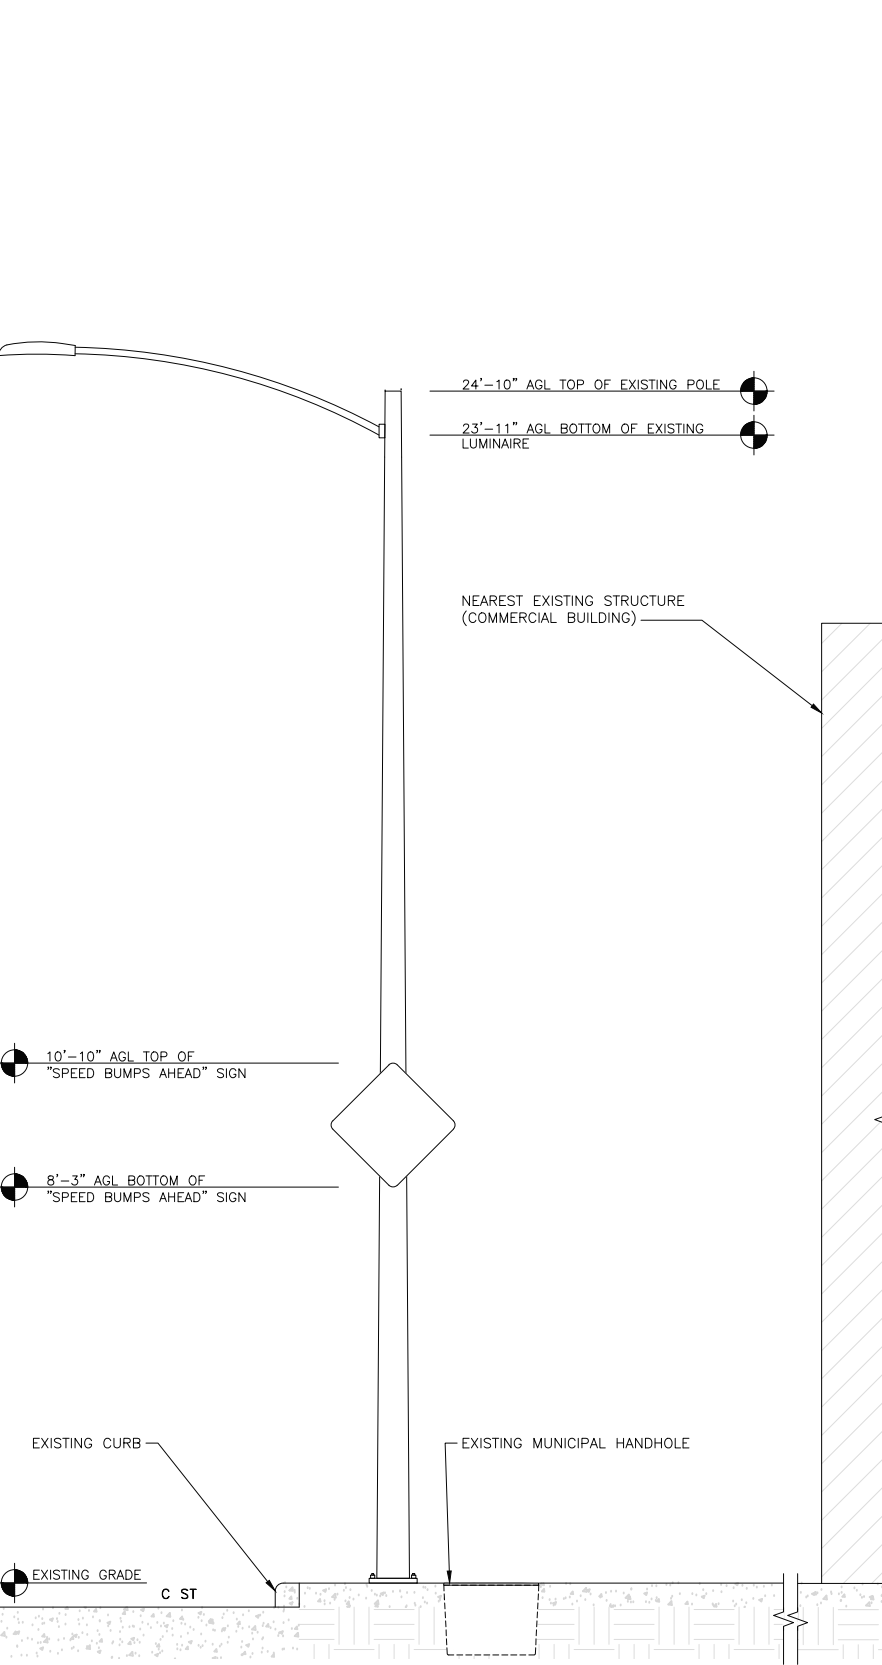 24'-10" AGL TOP OF EXISTING POLE
23'-11" AGL BOTTOM OF EXISTING
LUMINAIRE
NEAREST EXISTING STRUCTURE
(COMMERCIAL BUILDING)
10'-10" AGL TOP OF
"SPEED BUMPS AHEAD" SIGN
8'-3" AGL BOTTOM OF
"SPEED BUMPS AHEAD" SIGN
EXISTING CURB
EXISTING MUNICIPAL HANDHOLE
EXISTING GRADE
C ST